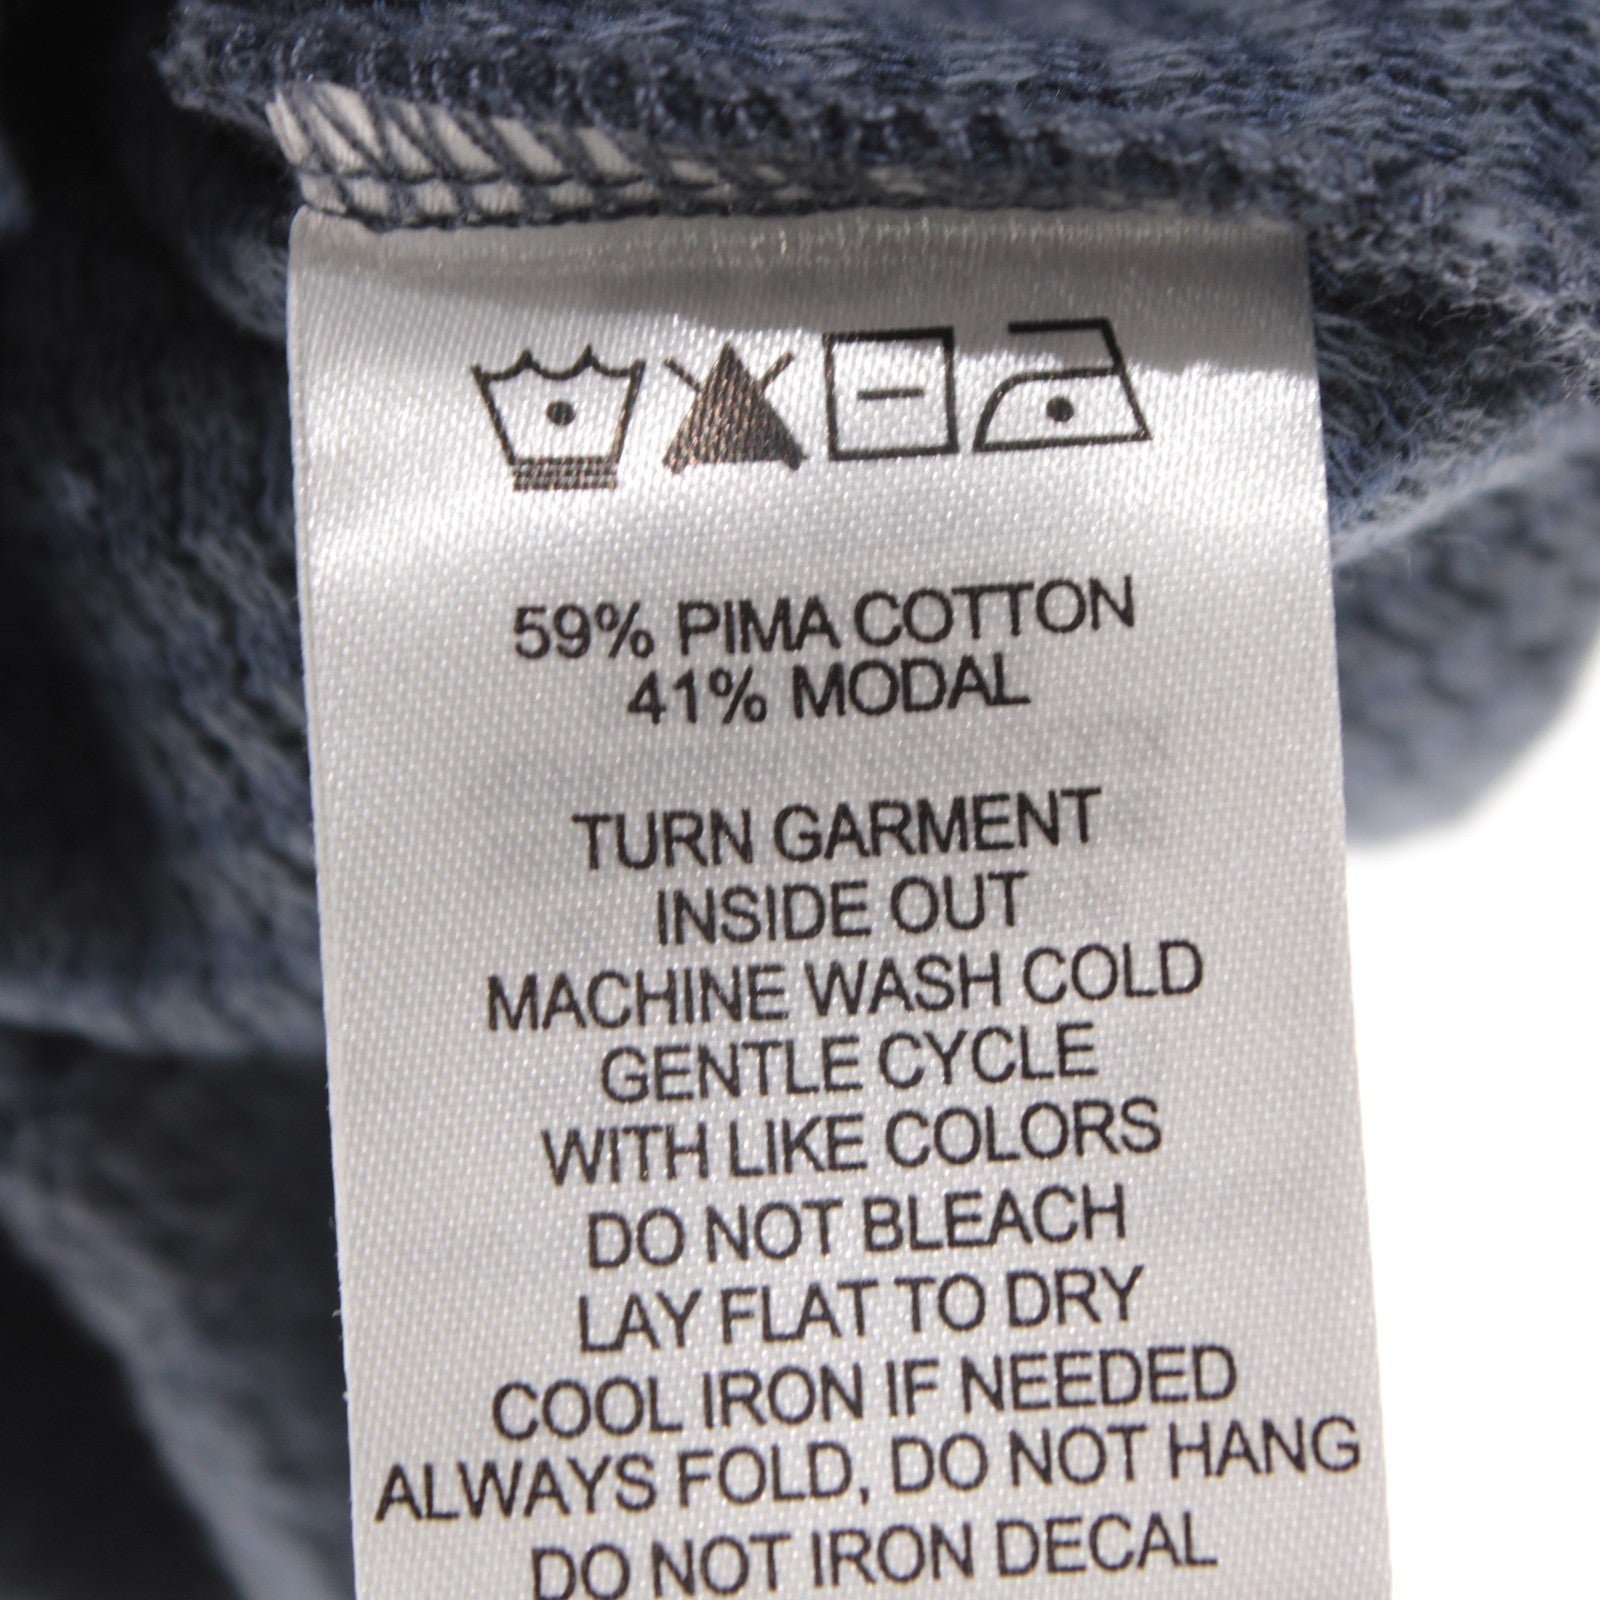 59% PIMA COTTON
41% MODAL
TURN GARMENT
INSIDE OUT
MACHINE WASH COLD
GENTLE CYCLE
WITH LIKE COLORS
DO NOT BLEACH
LAY FLAT TO DRY
COOL IRON IF NEEDED
ALWAYS FOLD, DO NOT HANG
DO NOT IRON DECAL